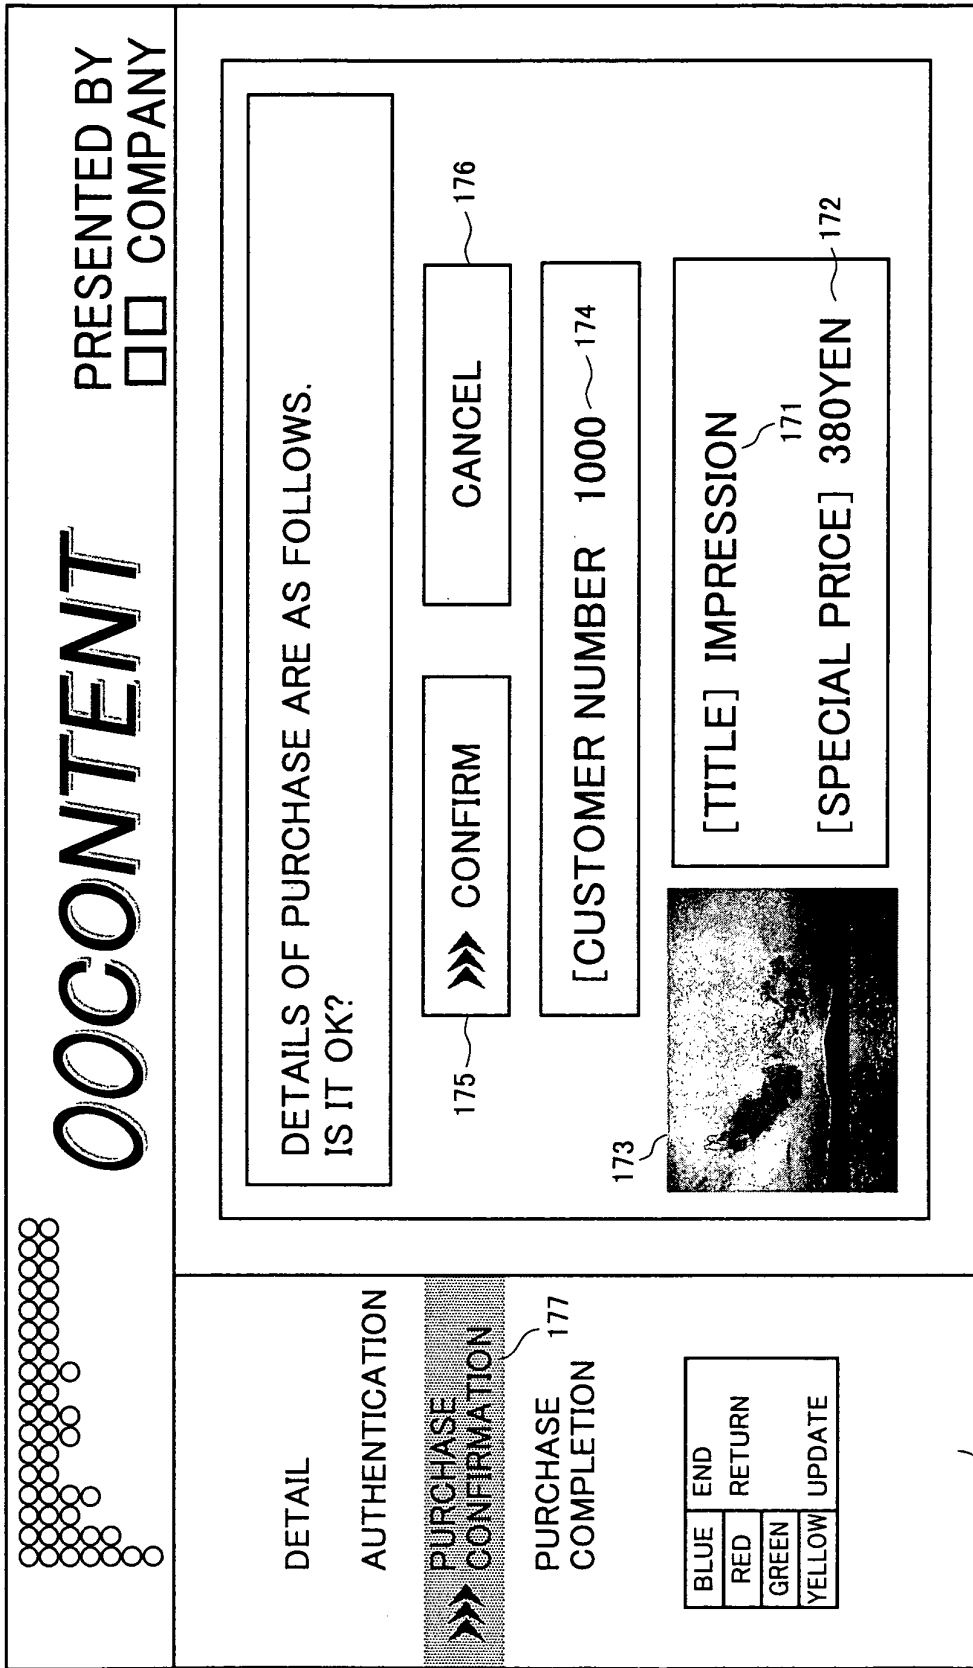 OOCONTENT
PRESENTED BY
□□ COMPANY
DETAIL
AUTHENTICATION
PURCHASE
CONFIRMATION
177
PURCHASE
COMPLETION
BLUE END
RED RETURN
GREEN
YELLOW UPDATE
DETAILS OF PURCHASE ARE AS FOLLOWS.
IS IT OK?
175
CONFIRM
CANCEL
176
[CUSTOMER NUMBER 1000
174
173
[TITLE] IMPRESSION
171
[SPECIAL PRICE] 380YEN
172